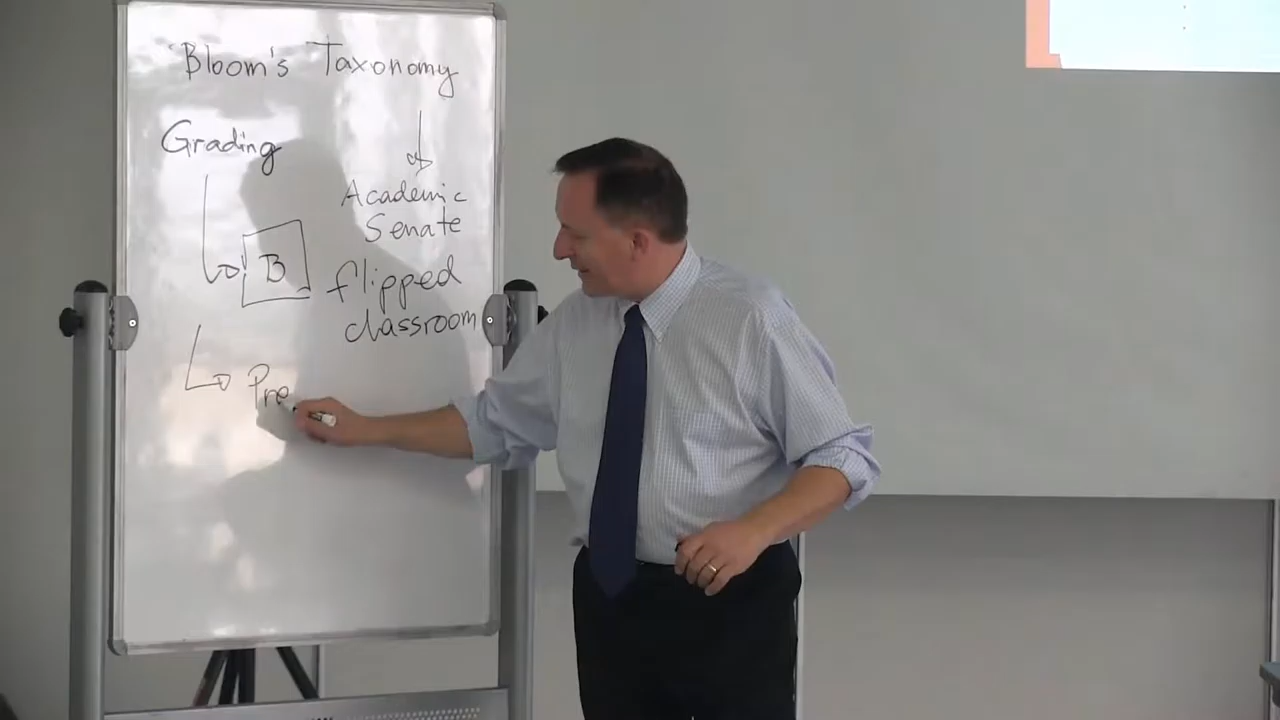 Bloom's Taxonomy
Grading
B
Pre
Academic
Senate
flipped
classroom